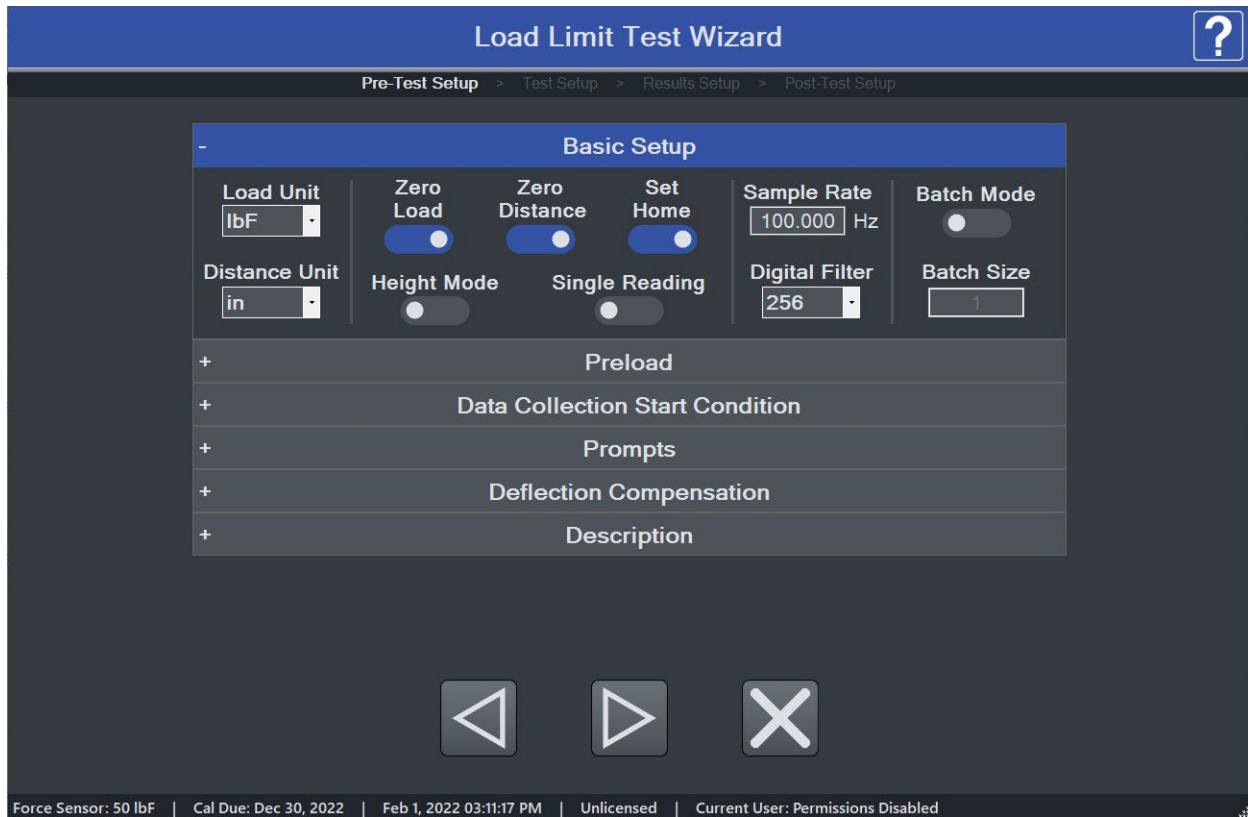 Load Limit Test Wizard
?
Pre-Test Setup > Test Setup > Results Setup > Post-Test Setup
- Basic Setup
Load Unit
lbF
Distance Unit
in
Zero Load
Zero Distance
Set Home
Height Mode
Single Reading
Sample Rate
100.000 Hz
Digital Filter
256
Batch Mode
Batch Size
1
+ Preload
+ Data Collection Start Condition
+ Prompts
+ Deflection Compensation
+ Description
Force Sensor: 50 lbF | Cal Due: Dec 30, 2022 | Feb 1, 2022 03:11:17 PM | Unlicensed | Current User: Permissions Disabled